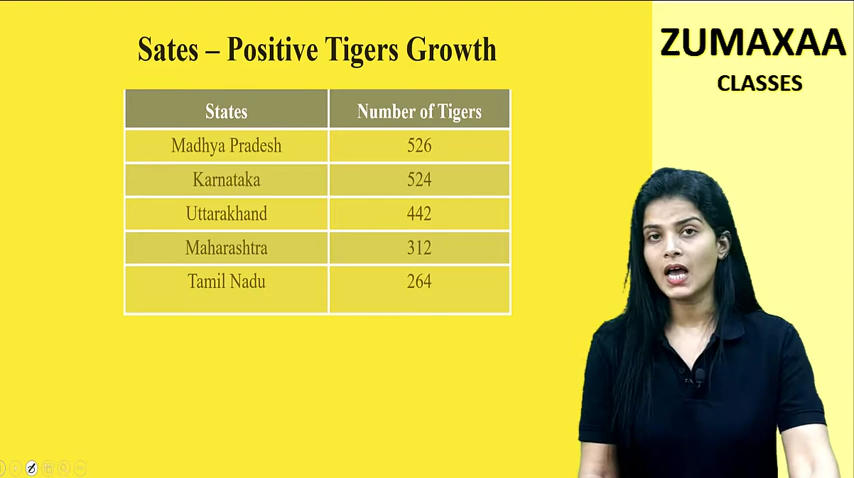 Sates – Positive Tigers Growth
ZUMAXAA
CLASSES
States Number of Tigers
Madhya Pradesh 526
Karnataka 524
Uttarakhand 442
Maharashtra 312
Tamil Nadu 264